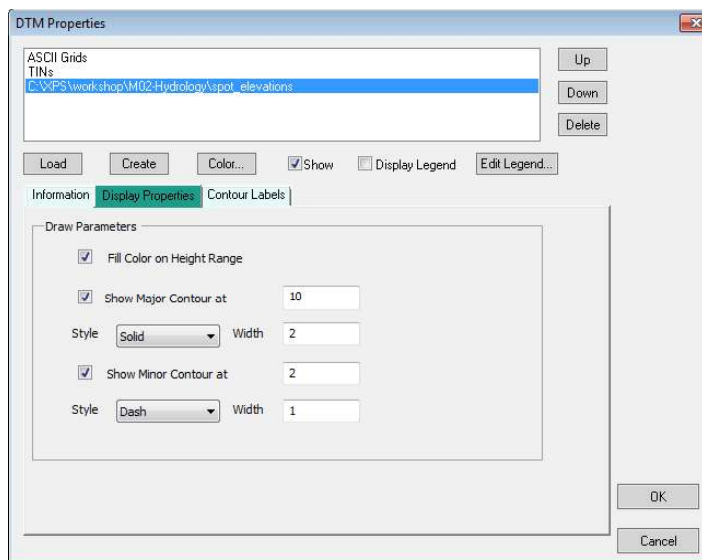 DTM Properties
ASCII Grids
TINs
C:\XPS\workshop\M02-Hydrology\spot_elevations
Up
Down
Delete
Load Create Color... Show Display Legend Edit Legend...
Information Display Properties Contour Labels
Draw Parameters
Fill Color on Height Range
Show Major Contour at 10
Style Solid Width 2
Show Minor Contour at 2
Style Dash Width 1
OK
Cancel